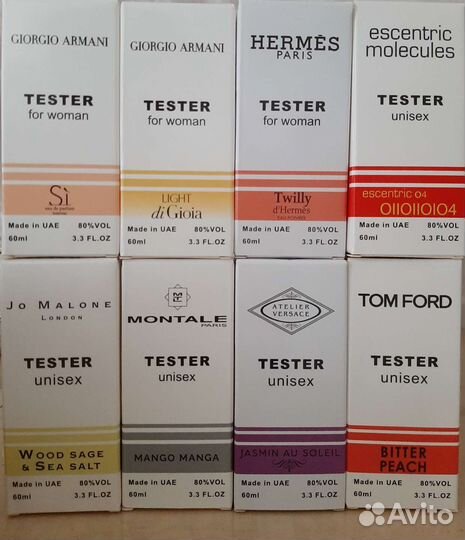 GIORGIO ARMANI
TESTER
for woman
Sì
eau de parfum
Made in UAE 80%VOL
60ml 3.3 FL.OZ
GIORGIO ARMANI
TESTER
for woman
LIGHT
di Gioia
Made in UAE 80%VOL
60ml 3.3 FL.OZ
HERMÈS
PARIS
TESTER
for woman
Twilly
d'Hermès
EAU POIVRÉE
Made in UAE 80%VOL
60ml 3.3 FL.OZ
escentric
molecules
TESTER
unisex
escentric 04
01101101O4
Made in UAE 80%VOL
60ml 3.3 FL.OZ
JO MALONE
LONDON
TESTER
unisex
WOOD SAGE
& SEA SALT
Made in UAE 80%VOL
60ml 3.3 FL.OZ
MONTALE
PARIS
TESTER
unisex
MANGO MANGA
Made in UAE 80%VOL
60ml 3.3 FL.OZ
ATELIER
VERSACE
TESTER
unisex
JASMIN AU SOLEIL
Made in UAE 80%VOL
60ml 3.3 FL.OZ
TOM FORD
TESTER
unisex
BITTER
PEACH
Made in UAE 80%VOL
60ml 3.3 FL.OZ
Avito